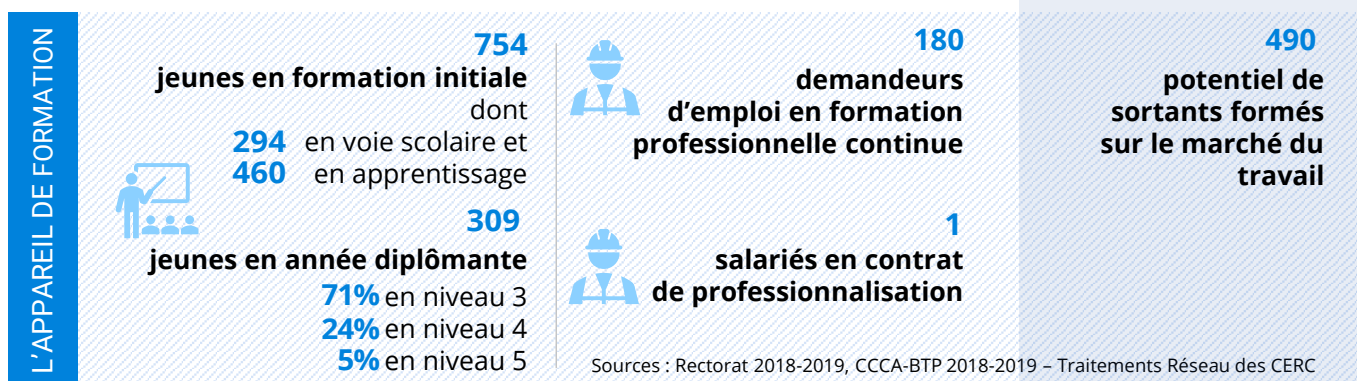 L'APPAREIL DE FORMATION
754
jeunes en formation initiale
dont
294 en voie scolaire et
460 en apprentissage
309
jeunes en année diplômante
71% en niveau 3
24% en niveau 4
5% en niveau 5
180
demandeurs
d'emploi en formation
professionnelle continue
1
salariés en contrat
de professionnalisation
490
potentiel de
sortants formés
sur le marché du
travail
Sources : Rectorat 2018-2019, CCCA-BTP 2018-2019 – Traitements Réseau des CERC